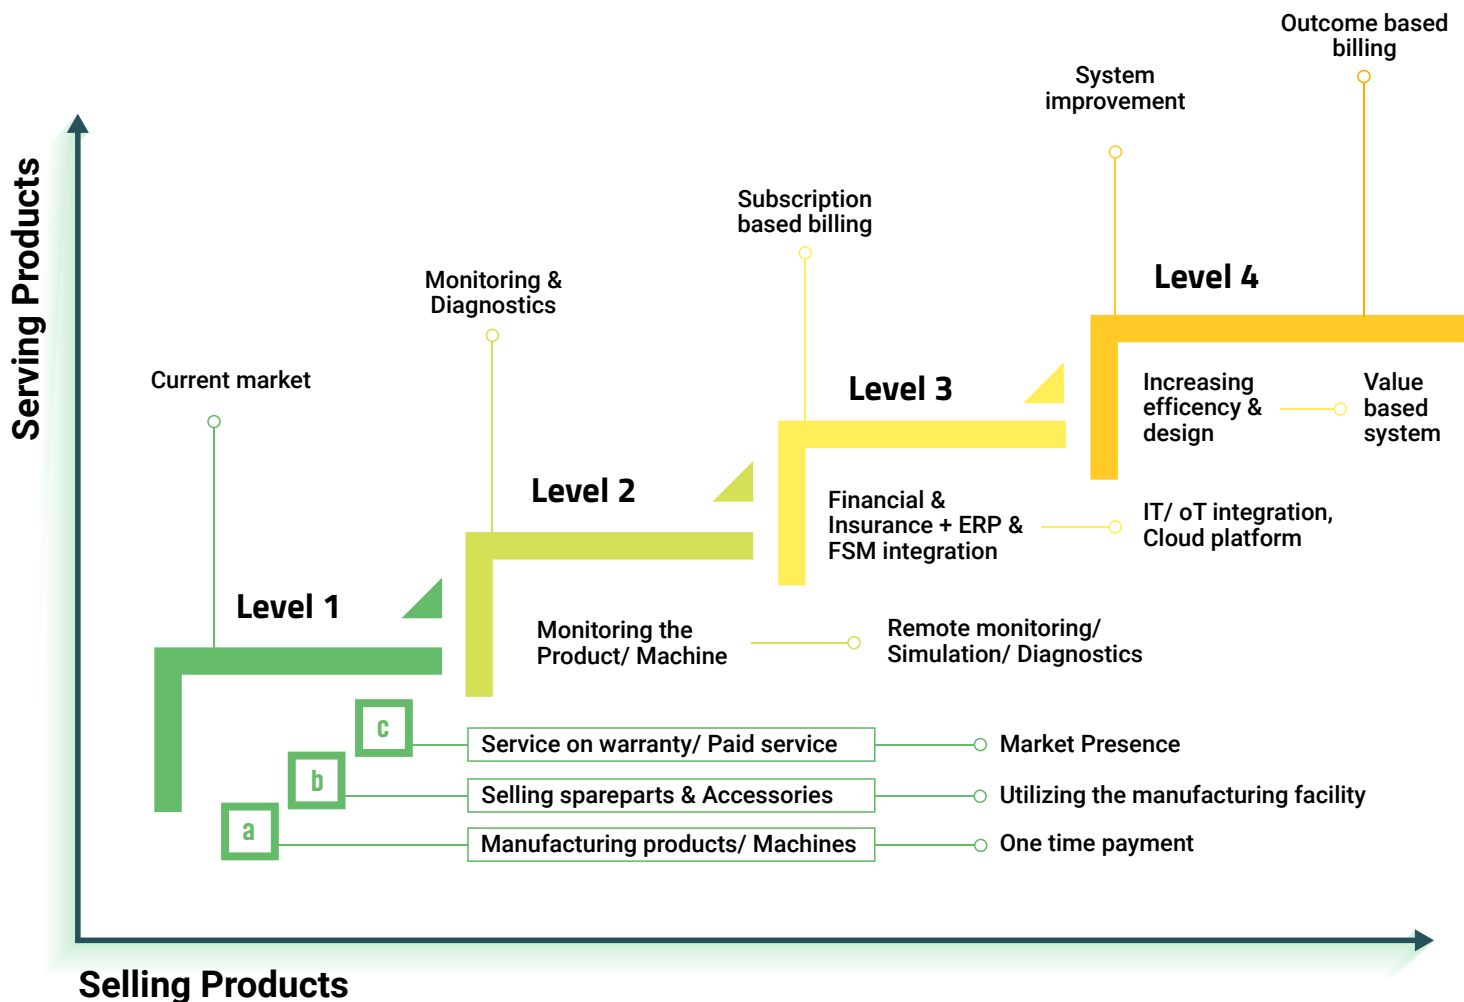 Outcome based
billing
System
improvement
Subscription
based billing
Level 4
Monitoring &
Diagnostics
Serving Products
Current market
Level 3
Increasing
efficency &
design
Value
based
system
Level 2
Financial &
Insurance + ERP &
FSM integration
IT/ oT integration,
Cloud platform
Level 1
Monitoring the
Product/ Machine
Remote monitoring/
Simulation/ Diagnostics
c
Service on warranty/ Paid service
Market Presence
b
Selling spareparts & Accessories
Utilizing the manufacturing facility
a
Manufacturing products/ Machines
One time payment
Selling Products